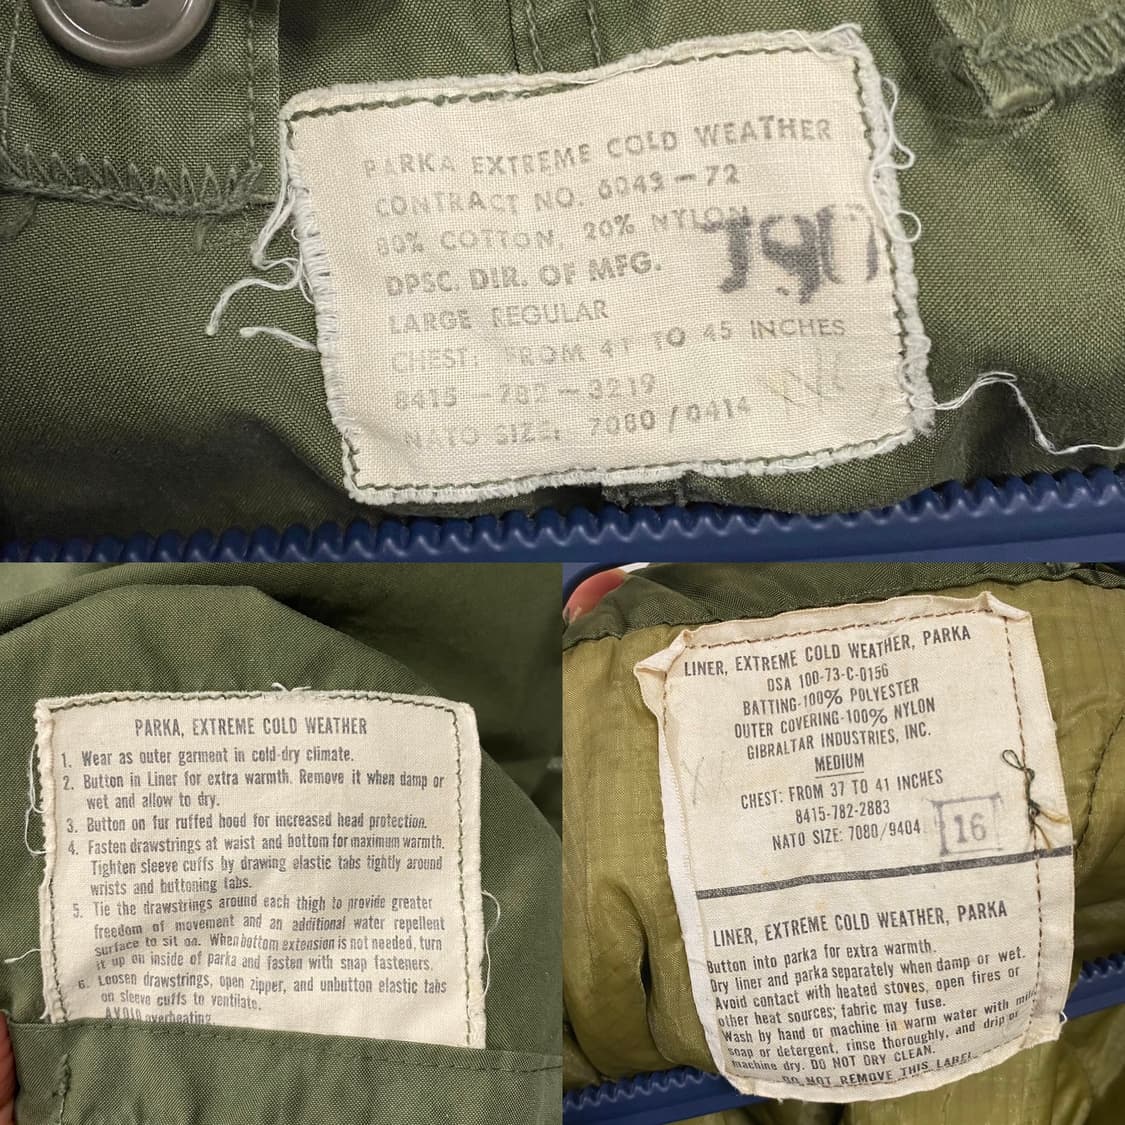 PARKA EXTREME COLD WEATHER
CONTRACT NO. 6043-72
80% COTTON, 20% NYLON
DPSC. DIR. OF MFG.
LARGE REGULAR
CHEST: FROM 41 TO 45 INCHES
8415-782-3219
NATO SIZE: 7080/0414
PARKA, EXTREME COLD WEATHER
1. Wear as outer garment in cold-dry climate.
2. Button in Liner for extra warmth. Remove it when damp or
wet and allow to dry.
3. Button on fur ruffed hood for increased head protection.
4. Fasten drawstrings at waist and bottom for maximum warmth.
Tighten sleeve cuffs by drawing elastic tabs tightly around
wrists and buttoning tabs.
5. Tie the drawstrings around each thigh to provide greater
freedom of movement and an additional water repellent
surface to sit on. When bottom extension is not needed, turn
it up on inside of parka and fasten with snap fasteners.
6. Loosen drawstrings, open zipper, and unbutton elastic tabs
on sleeve cuffs to ventilate.
AVOID overheating.
LINER, EXTREME COLD WEATHER, PARKA
DSA 100-73-C-0156
BATTING-100% POLYESTER
OUTER COVERING-100% NYLON
GIBRALTAR INDUSTRIES, INC.
MEDIUM
CHEST: FROM 37 TO 41 INCHES
8415-782-2883
NATO SIZE: 7080/9404
16
LINER, EXTREME COLD WEATHER, PARKA
Button into parka for extra warmth.
Dry liner and parka separately when damp or wet.
Avoid contact with heated stoves, open fires or
other heat sources; fabric may fuse.
Wash by hand or machine in warm water with
soap or detergent, rinse thoroughly, and drip or
machine dry. DO NOT DRY CLEAN.
DO NOT REMOVE THIS LABEL